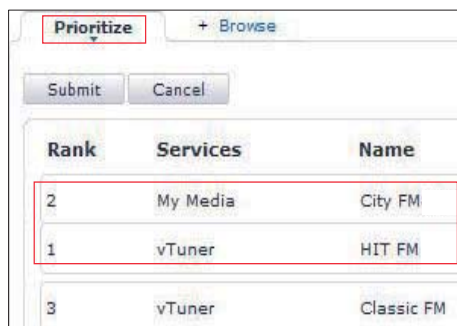 Prioritize + Browse
Submit Cancel
Rank Services Name
2 My Media City FM
1 vTuner HIT FM
3 vTuner Classic FM